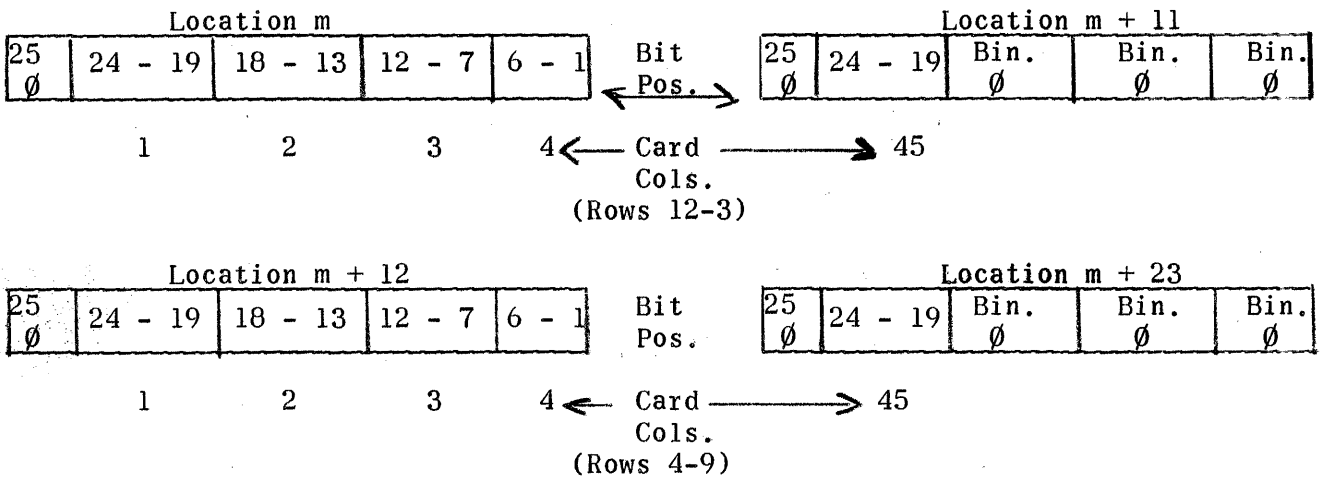 Location m Location m + 11
25 Ø 24 - 19 18 - 13 12 - 7 6 - 1 Bit Pos. 25 Ø 24 - 19 Bin. Ø Bin. Ø Bin. Ø
1 2 3 4 Card Cols. 45
(Rows 12-3)
Location m + 12 Location m + 23
25 Ø 24 - 19 18 - 13 12 - 7 6 - 1 Bit Pos. 25 Ø 24 - 19 Bin. Ø Bin. Ø Bin. Ø
1 2 3 4 Card Cols. 45
(Rows 4-9)